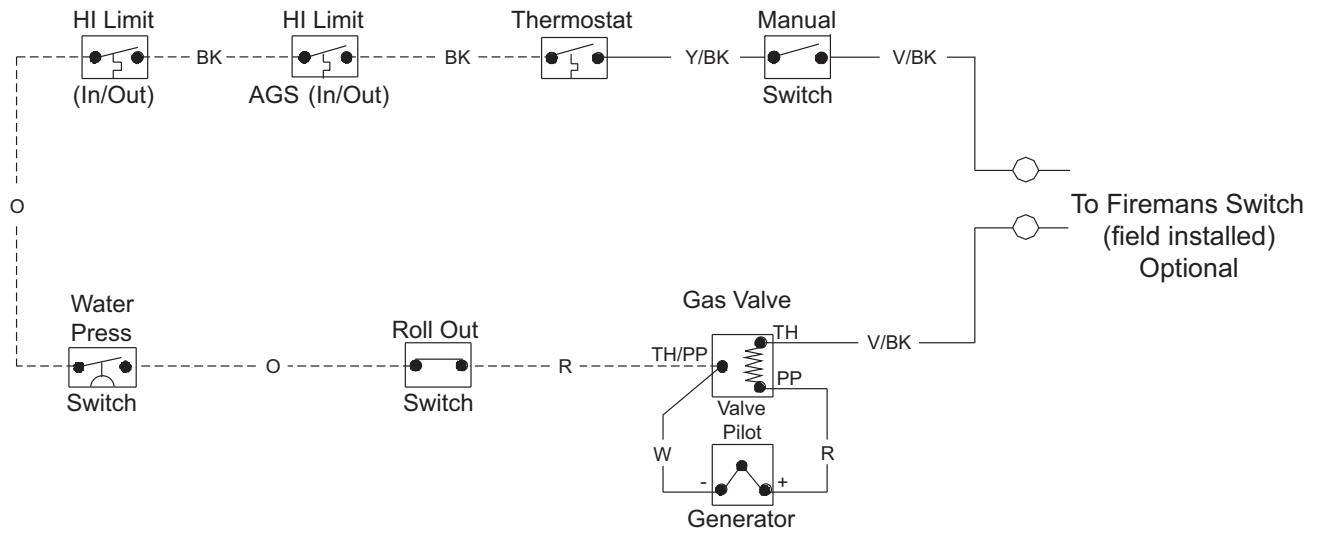 HI Limit
HI Limit
Thermostat
Manual
BK
BK
Y/BK
V/BK
(In/Out)
AGS (In/Out)
Switch
O
To Firemans Switch
(field installed)
Optional
Water
Press
Roll Out
Gas Valve
TH
V/BK
O
R
TH/PP
PP
Switch
Switch
Valve
Pilot
W
R
-
+
Generator